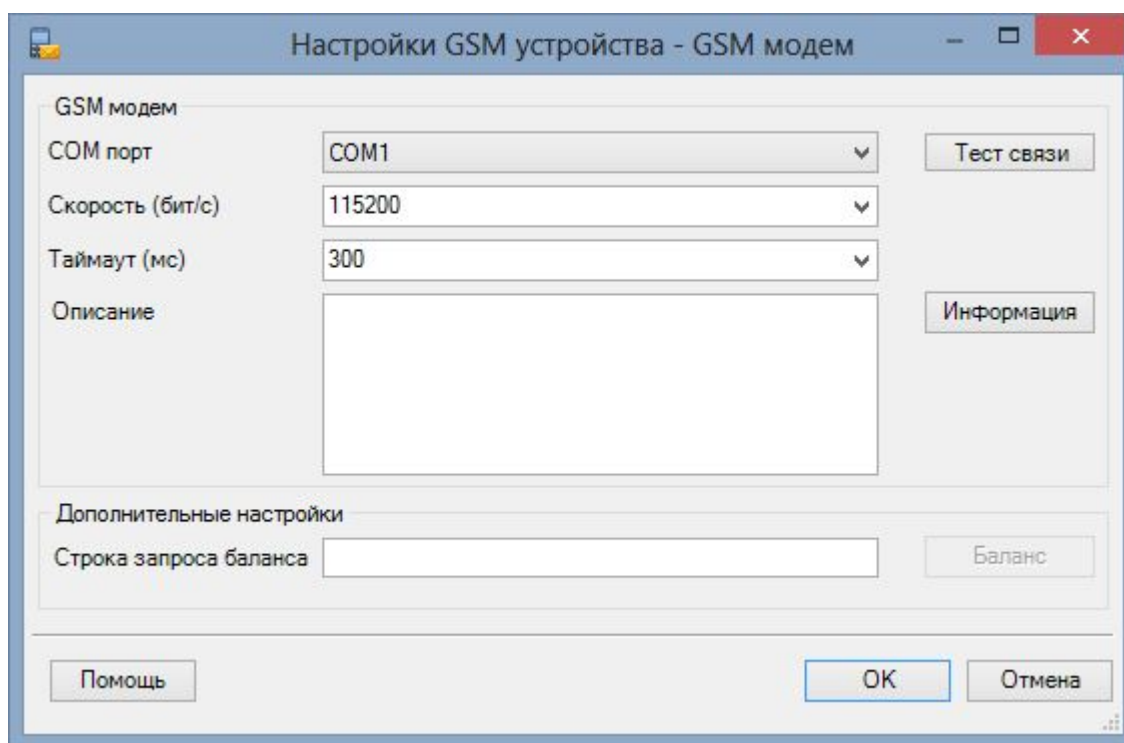 Настройки GSM устройства - GSM модем
GSM модем
COM порт
COM1
Тест связи
Скорость (бит/с)
115200
Таймаут (мс)
300
Описание
Информация
Дополнительные настройки
Строка запроса баланса
Баланс
Помощь
OK
Отмена